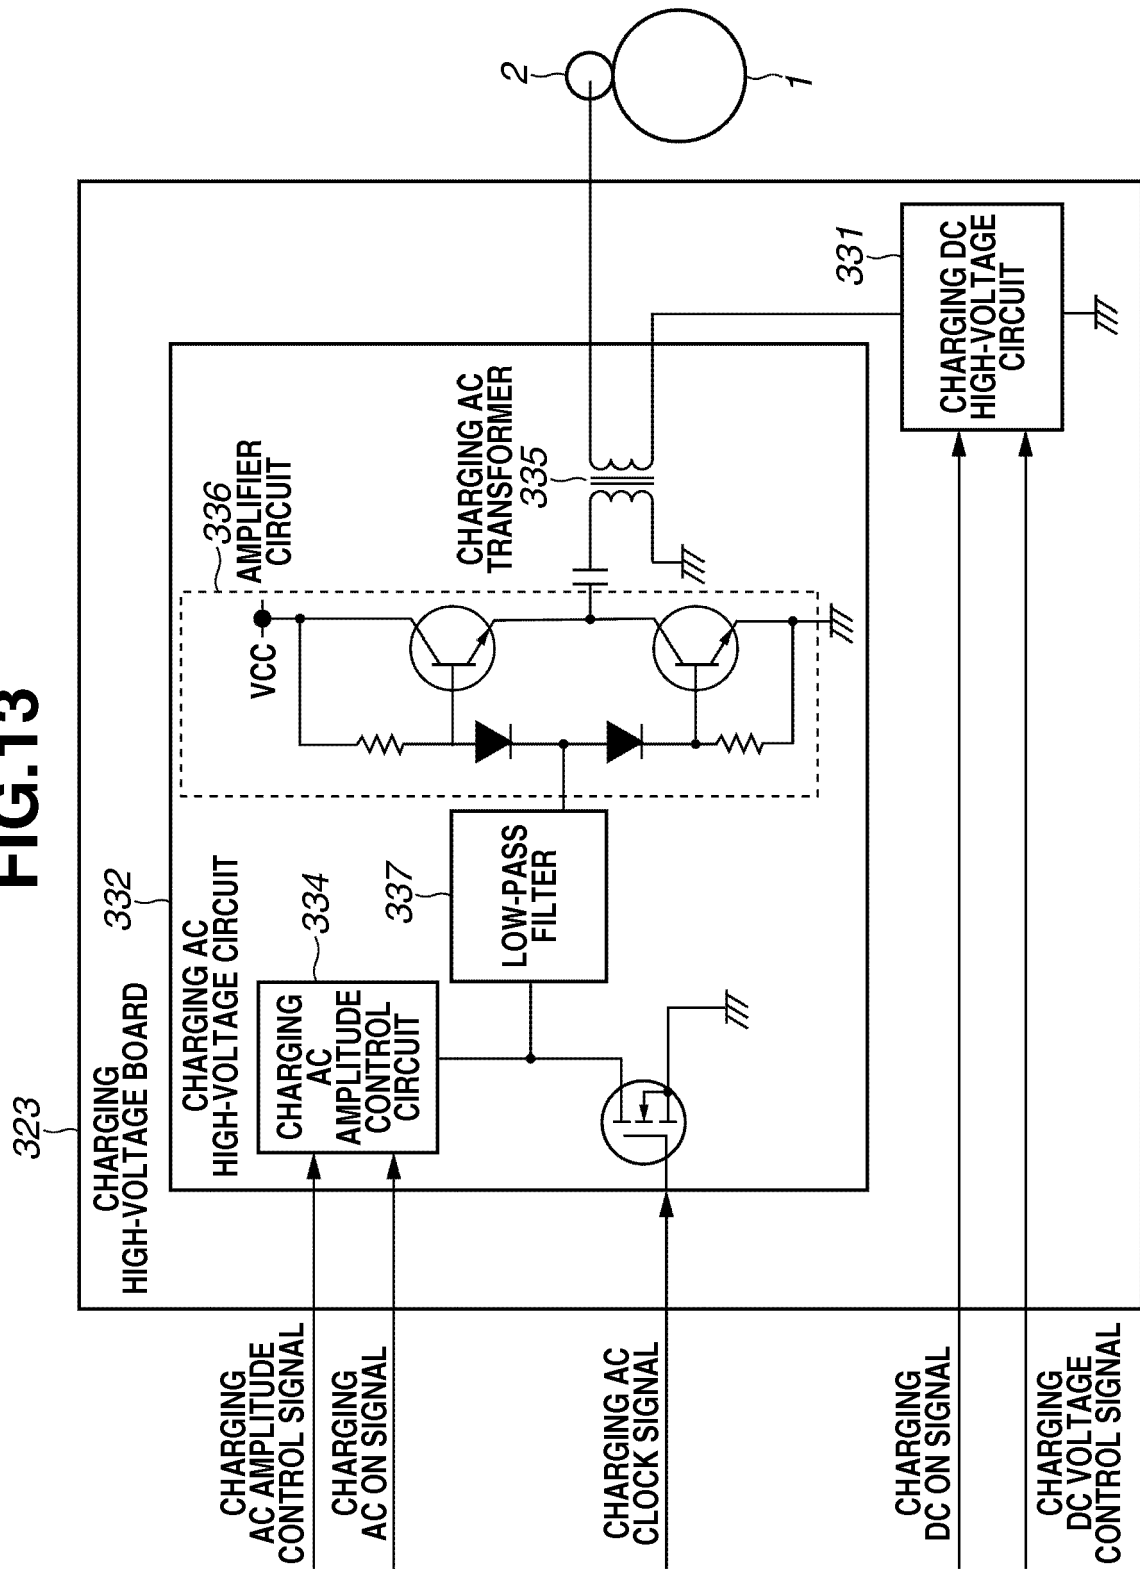 FIG.13
323
CHARGING
HIGH-VOLTAGE BOARD
332
CHARGING AC
HIGH-VOLTAGE CIRCUIT
334
CHARGING
AC
AMPLITUDE
CONTROL
CIRCUIT
337
LOW-PASS
FILTER
336
AMPLIFIER
CIRCUIT
VCC
CHARGING AC
TRANSFORMER
335
2
1
331
CHARGING DC
HIGH-VOLTAGE
CIRCUIT
CHARGING
AC AMPLITUDE
CONTROL SIGNAL
CHARGING
AC ON SIGNAL
CHARGING AC
CLOCK SIGNAL
CHARGING
DC ON SIGNAL
CHARGING
DC VOLTAGE
CONTROL SIGNAL